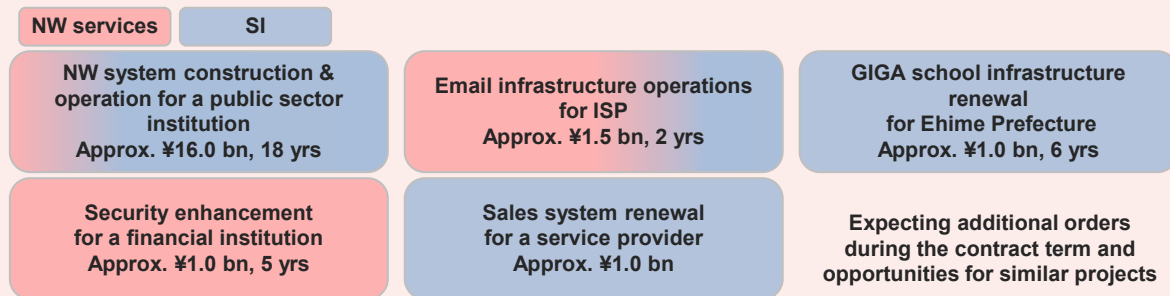 NW services
SI
NW system construction &
operation for a public sector
institution
Approx. ¥16.0 bn, 18 yrs
Email infrastructure operations
for ISP
Approx. ¥1.5 bn, 2 yrs
GIGA school infrastructure
renewal
for Ehime Prefecture
Approx. ¥1.0 bn, 6 yrs
Security enhancement
for a financial institution
Approx. ¥1.0 bn, 5 yrs
Sales system renewal
for a service provider
Approx. ¥1.0 bn
Expecting additional orders
during the contract term and
opportunities for similar projects